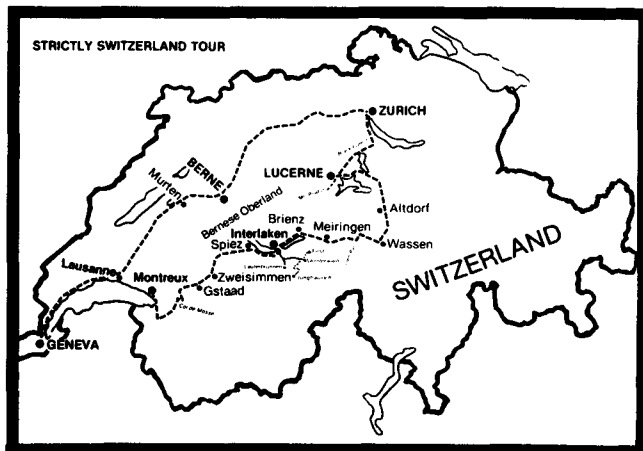 STRICTLY SWITZERLAND TOUR
ZURICH
LUCERNE
BERNE
Murten
Bernese Oberland
Altdorf
Brienz
Interlaken
Meiringen
Spiez
Wassen
SWITZERLAND
Lausanne
Montreux
Zweisimmen
Gstaad
GENEVA